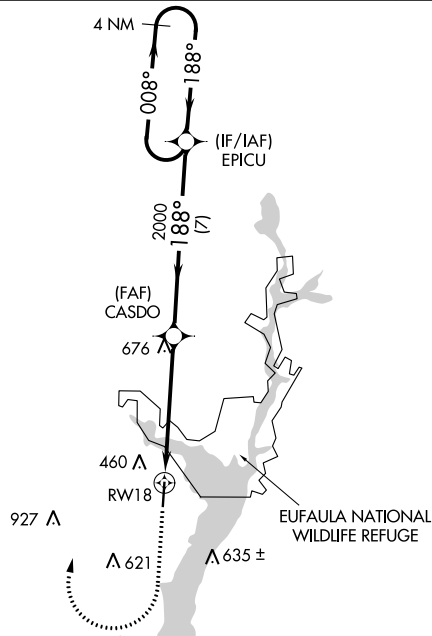 4 NM
008°
188°
(IF/IAF)
EPICU
2000
188°
(7)
(FAF)
CASDO
676
460
RW18
927
621
635 ±
EUFAULA NATIONAL
WILDLIFE REFUGE